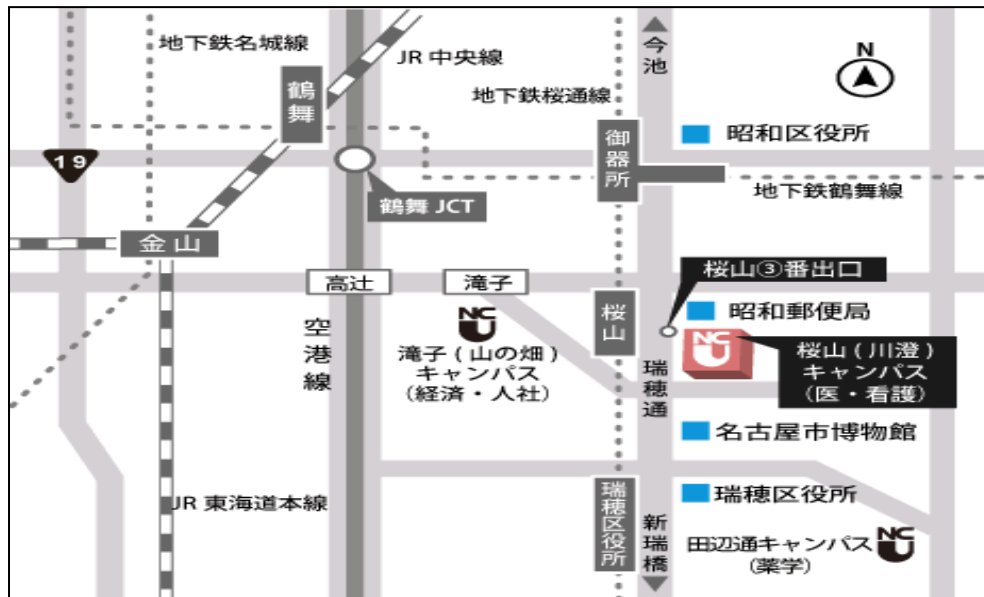 地下鉄名城線
JR 中央線
今池
N
鶴舞
地下鉄桜通線
御器所
昭和区役所
19
地下鉄鶴舞線
鶴舞 JCT
金山
桜山③番出口
高辻
滝子
桜山
昭和郵便局
NCU
NCU
空港線
滝子 ( 山の畑 )
キャンパス
(経済・人社)
瑞穂通
桜山 ( 川澄 )
キャンパス
(医・看護)
名古屋市博物館
JR 東海道本線
瑞穂区役所
新瑞橋
瑞穂区役所
田辺通キャンパス
(薬学)
NCU